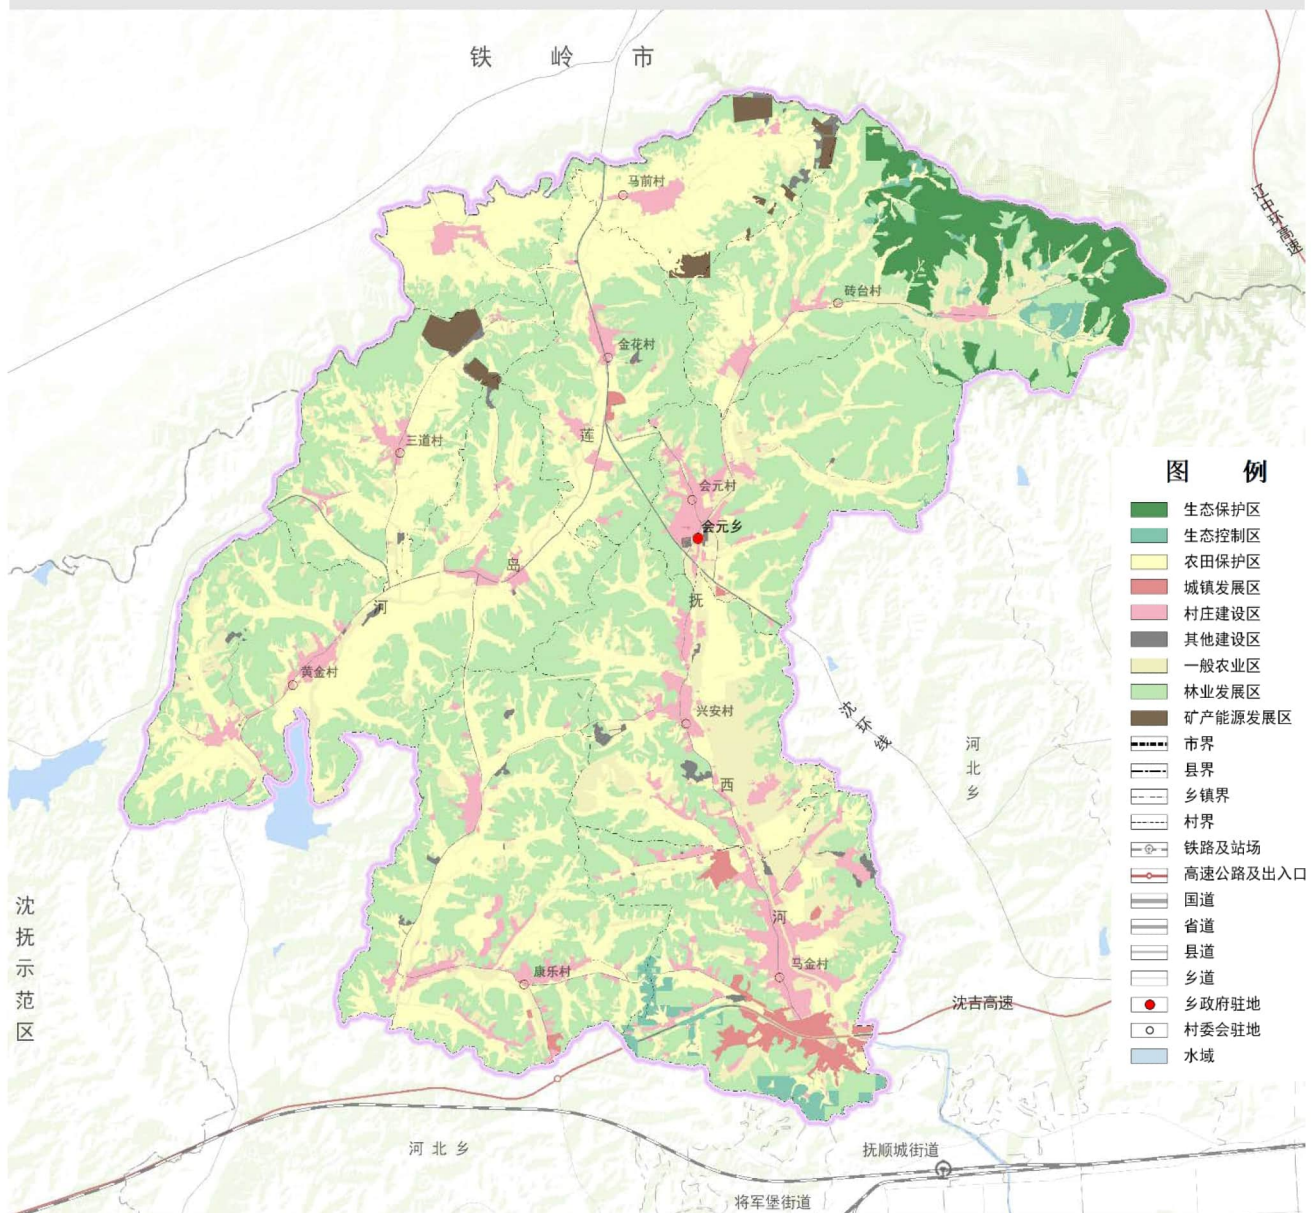 铁岭市
辽中环高速
马前村
砖台村
金花村
莲
三道村
会元村
会元乡
岛
河
抚
黄金村
兴安村
沈环线
河北乡
西
沈抚示范区
河
康乐村
马金村
沈吉高速
河北乡
抚顺城街道
将军堡街道
图例
生态保护区
生态控制区
农田保护区
城镇发展区
村庄建设区
其他建设区
一般农业区
林业发展区
矿产能源发展区
市界
县界
乡镇界
村界
铁路及站场
高速公路及出入口
国道
省道
县道
乡道
乡政府驻地
村委会驻地
水域